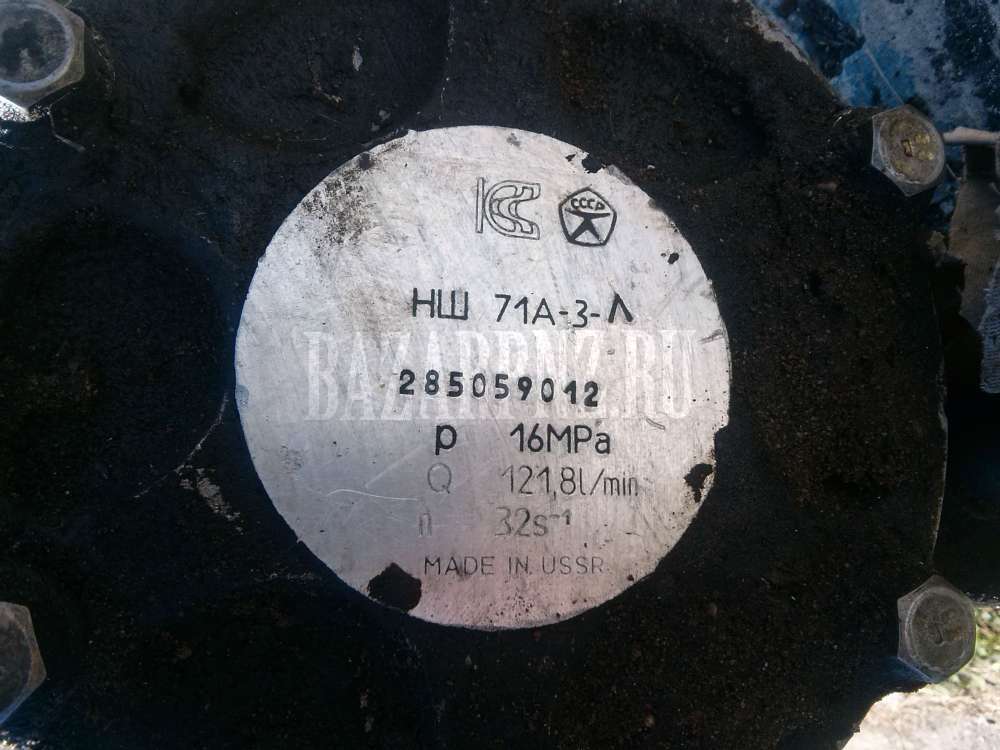 СССР
НШ 71А-3-Л
BAZARPNZ.RU
285059012
p 16MPa
Q 121,8l/min
n 32s⁻¹
MADE IN USSR